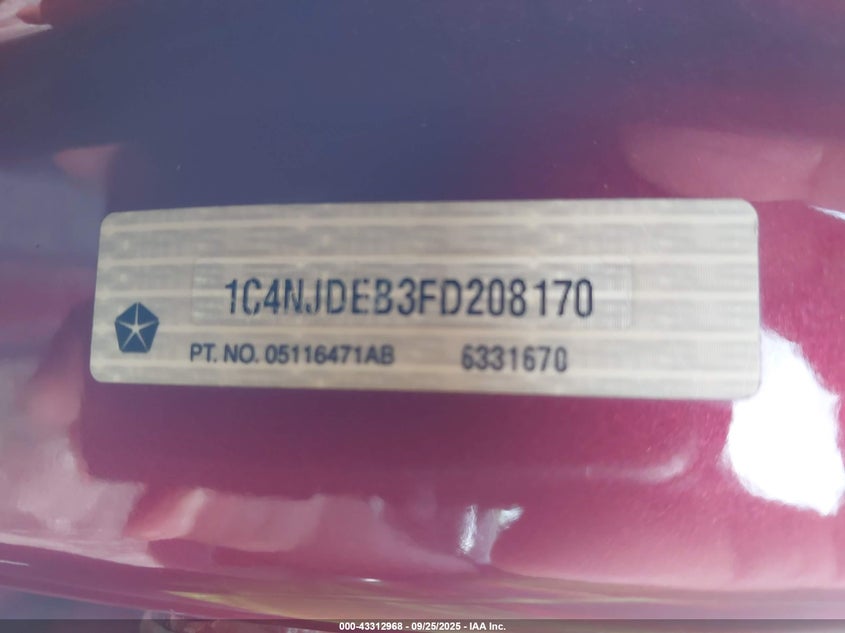 1C4NJDEB3FD208170
PT. NO. 05116471AB 6331670
000-43312968 - 09/25/2025 - IAA Inc.